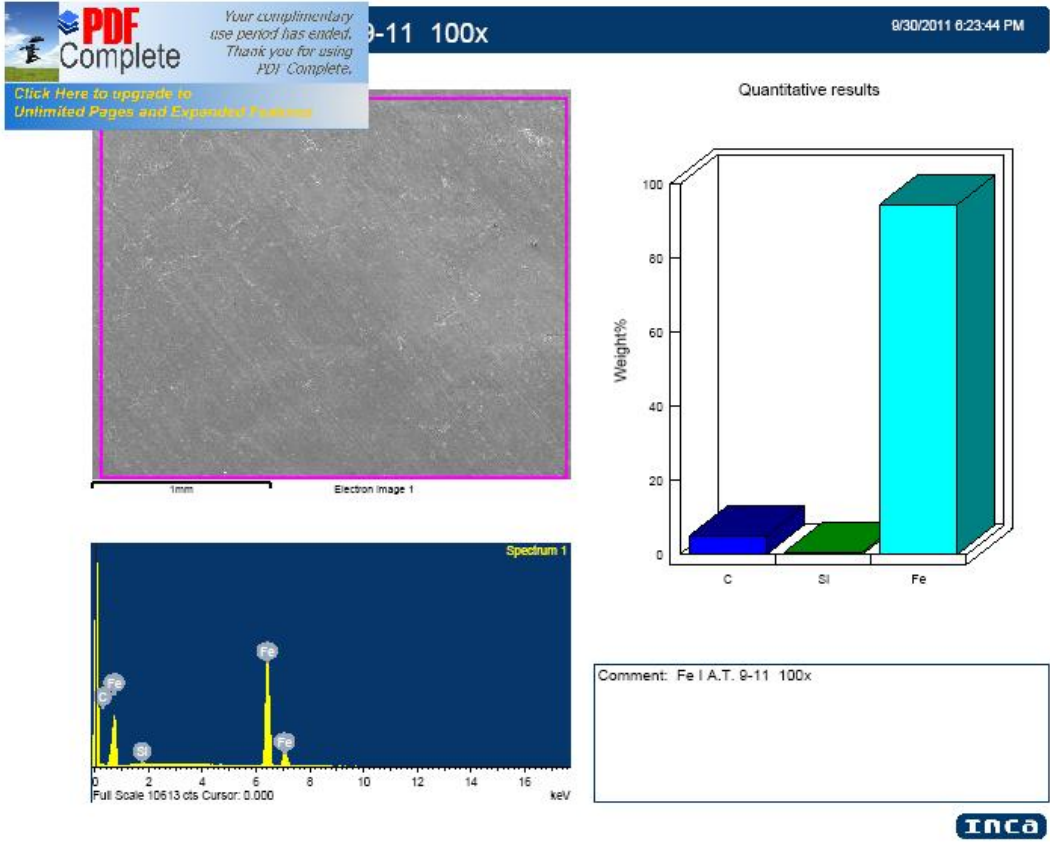 PDF
Complete
Your complimentary
use period has ended.
Thank you for using
PDF Complete.
Click Here to upgrade to
Unlimited Pages and Expanded Features
9-11 100x
9/30/2011 6:23:44 PM
Quantitative results
Weight%
100
80
60
40
20
0
C
Si
Fe
1mm
Electron Image 1
Spectrum 1
C
Fe
Si
Fe
Fe
0 2 4 6 8 10 12 14 16
Full Scale 10613 cts Cursor: 0.000
keV
Comment: Fe I A.T. 9-11 100x
INCA